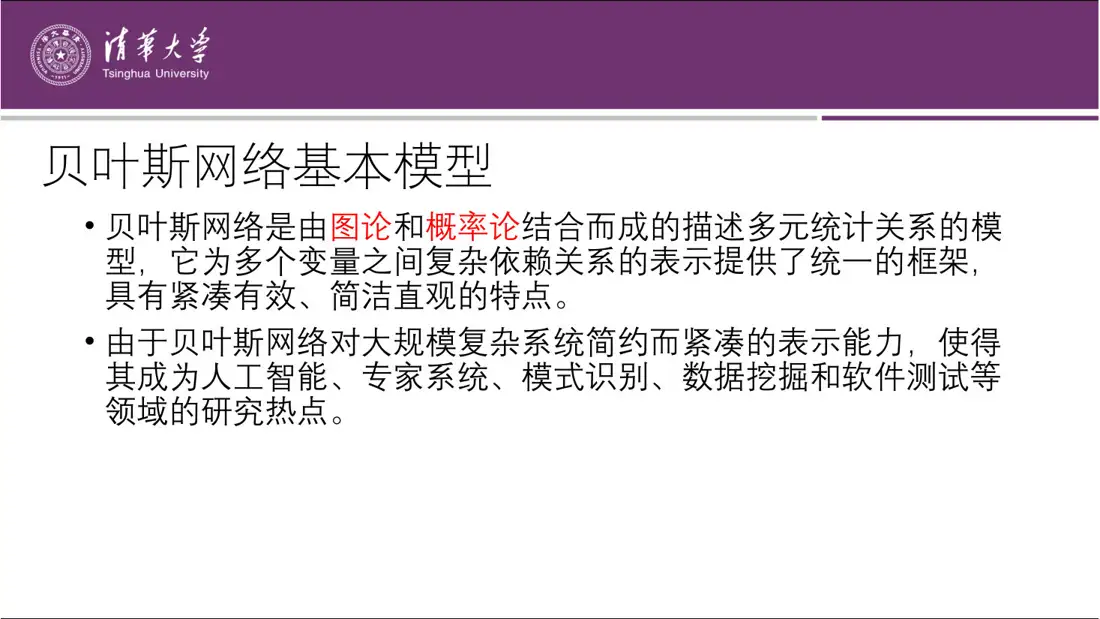 清华大学
Tsinghua University
贝叶斯网络基本模型
• 贝叶斯网络是由图论和概率论结合而成的描述多元统计关系的模
型，它为多个变量之间复杂依赖关系的表示提供了统一的框架，
具有紧凑有效、简洁直观的特点。
• 由于贝叶斯网络对大规模复杂系统简约而紧凑的表示能力，使得
其成为人工智能、专家系统、模式识别、数据挖掘和软件测试等
领域的研究热点。